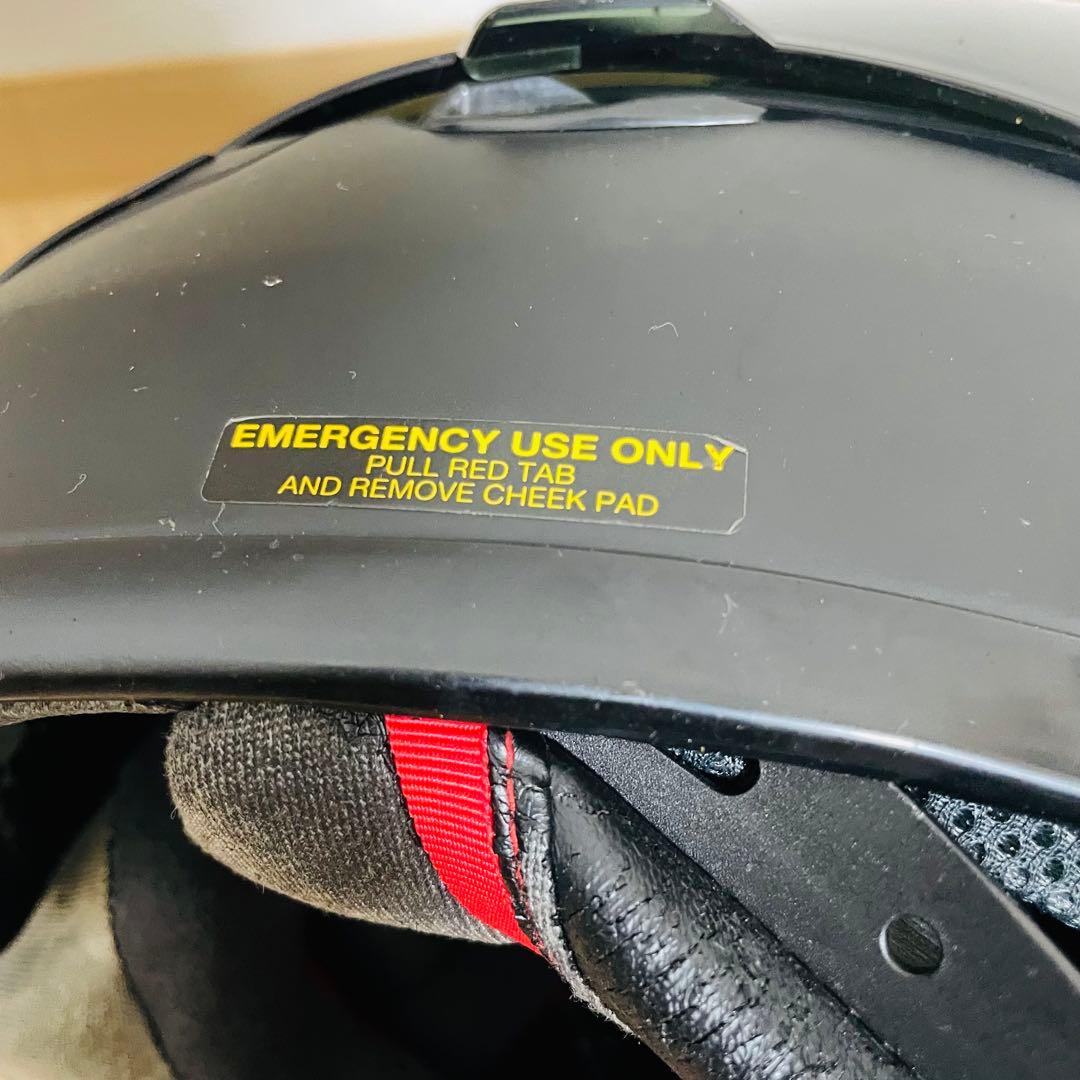 EMERGENCY USE ONLY
PULL RED TAB
AND REMOVE CHEEK PAD